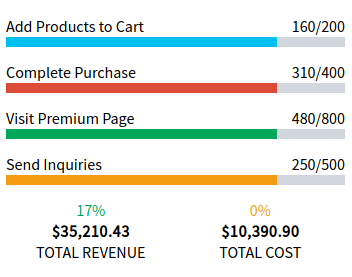 Add Products to Cart 160/200
Complete Purchase 310/400
Visit Premium Page 480/800
Send Inquiries 250/500
17% 0%
$35,210.43 $10,390.90
TOTAL REVENUE TOTAL COST